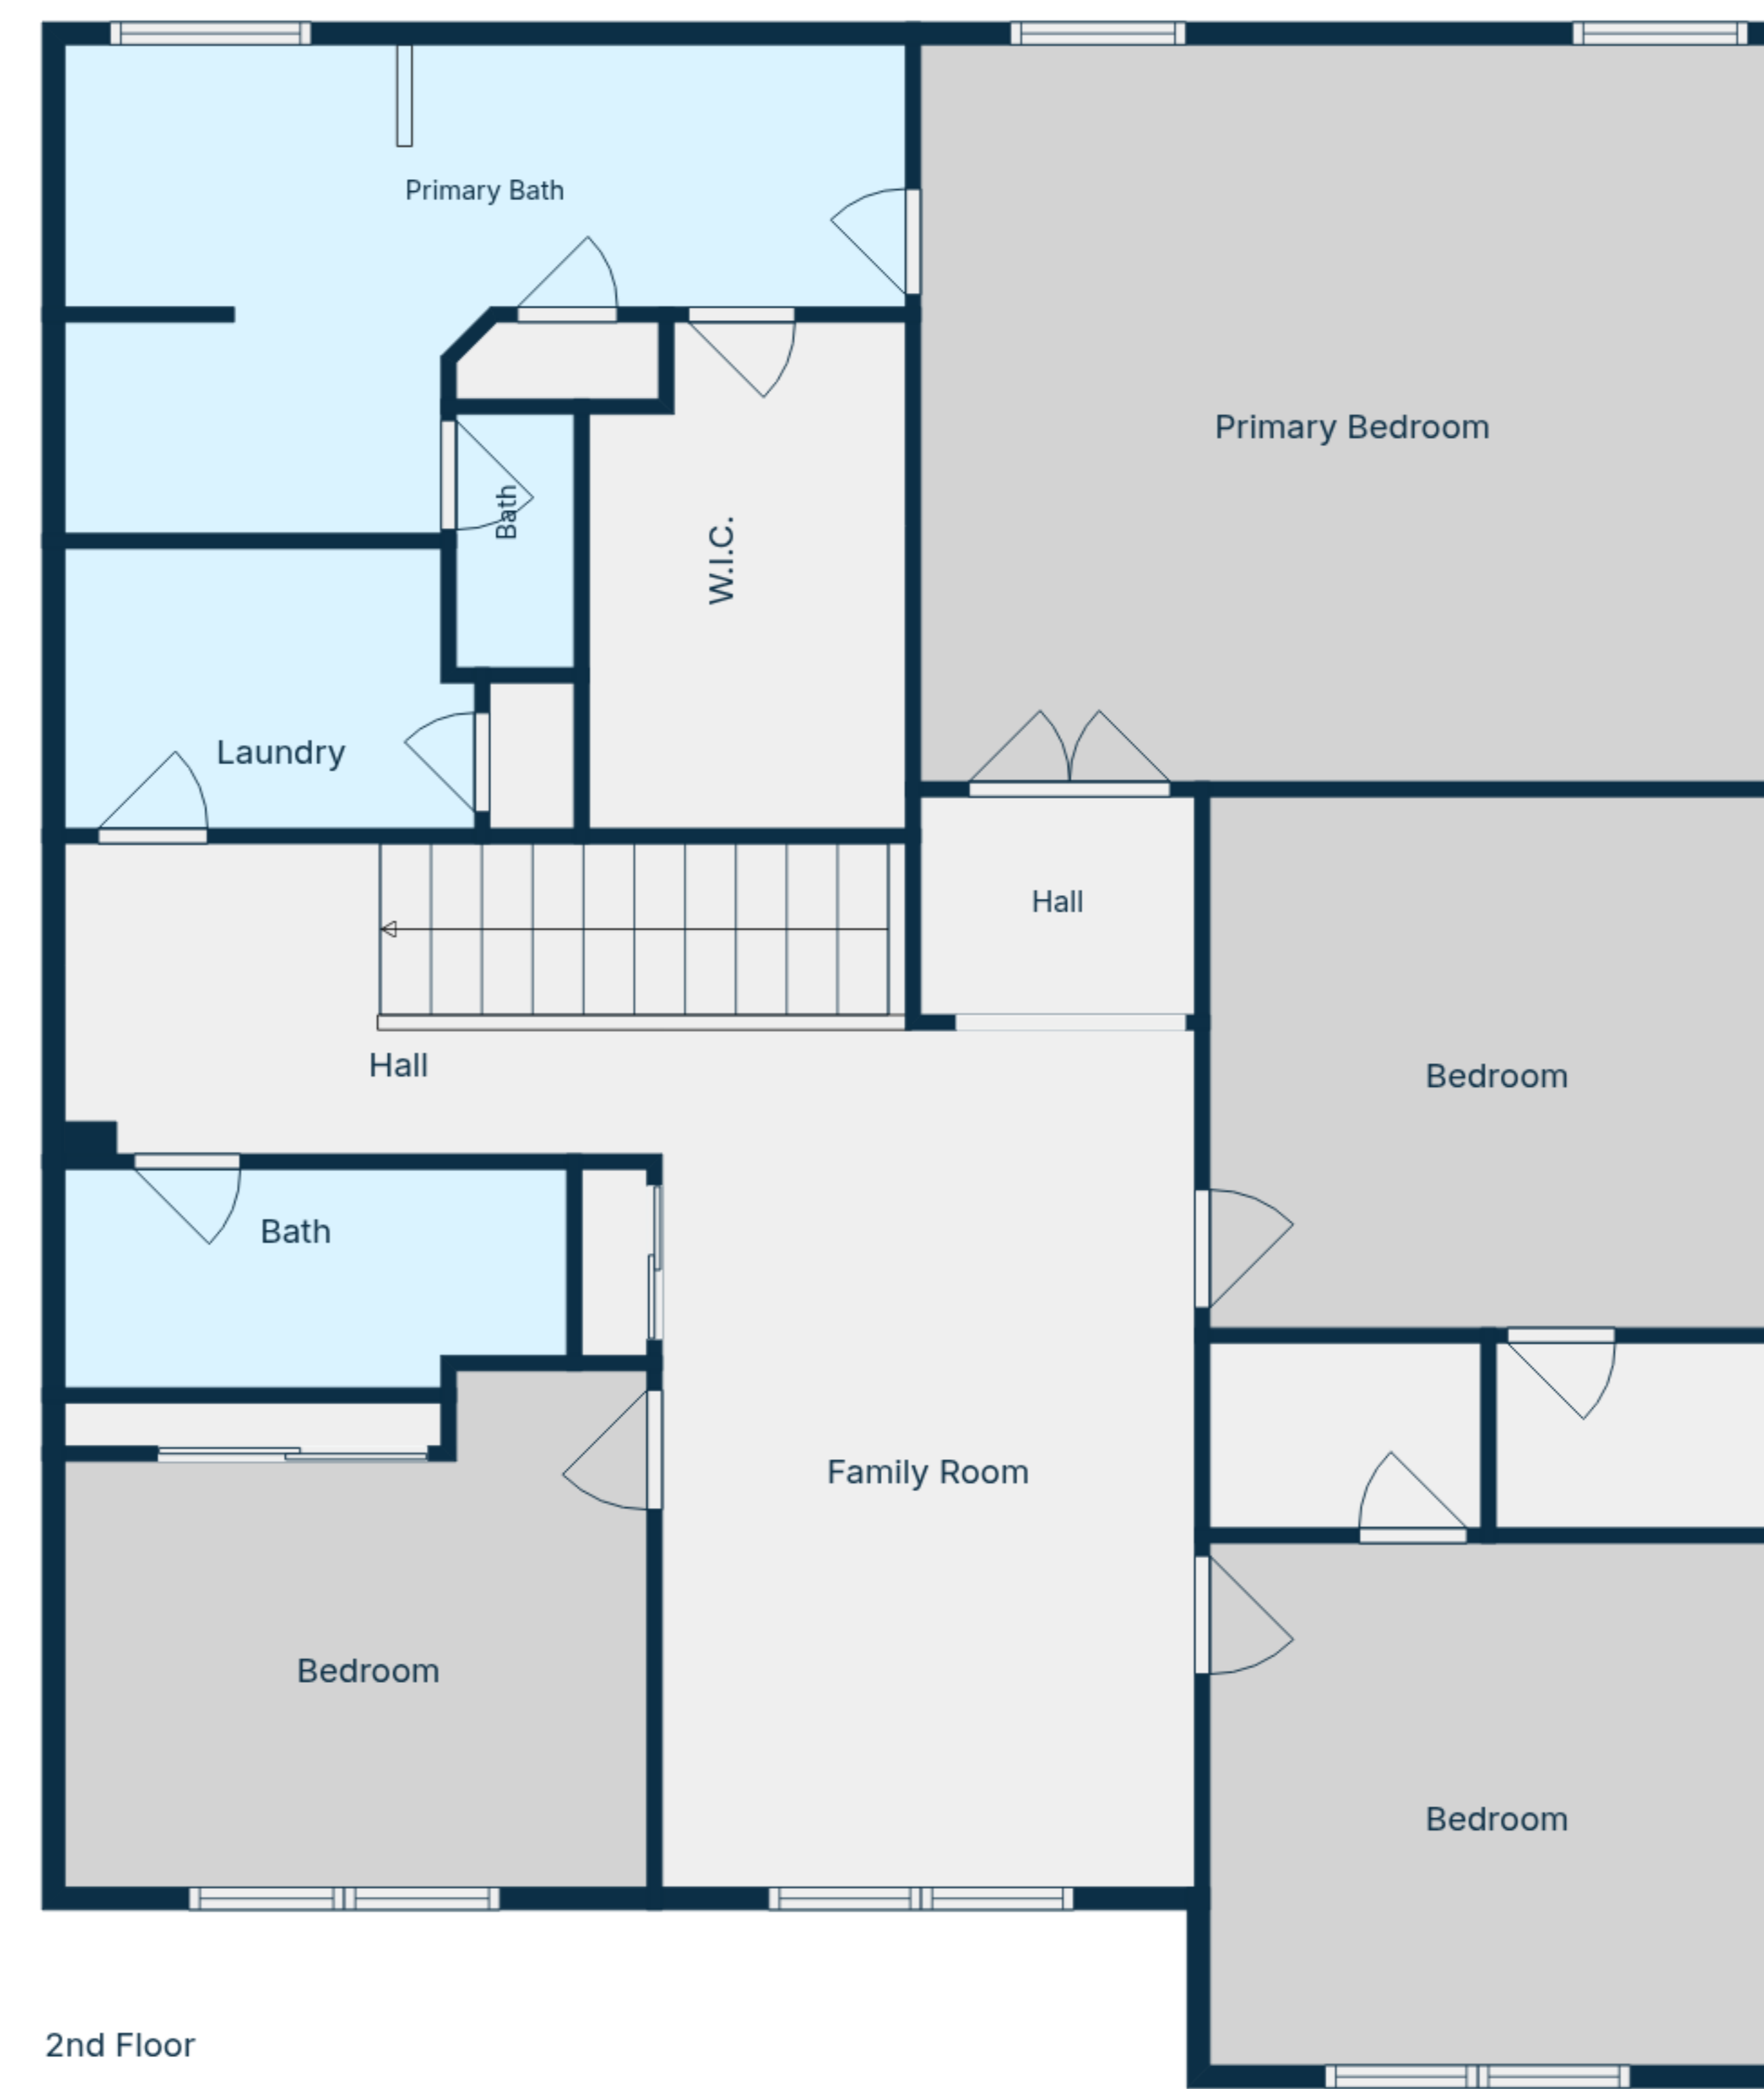 Primary Bath
Primary Bedroom
Bath
W.I.C.
Laundry
Hall
Hall
Bedroom
Bath
Family Room
Bedroom
Bedroom
2nd Floor